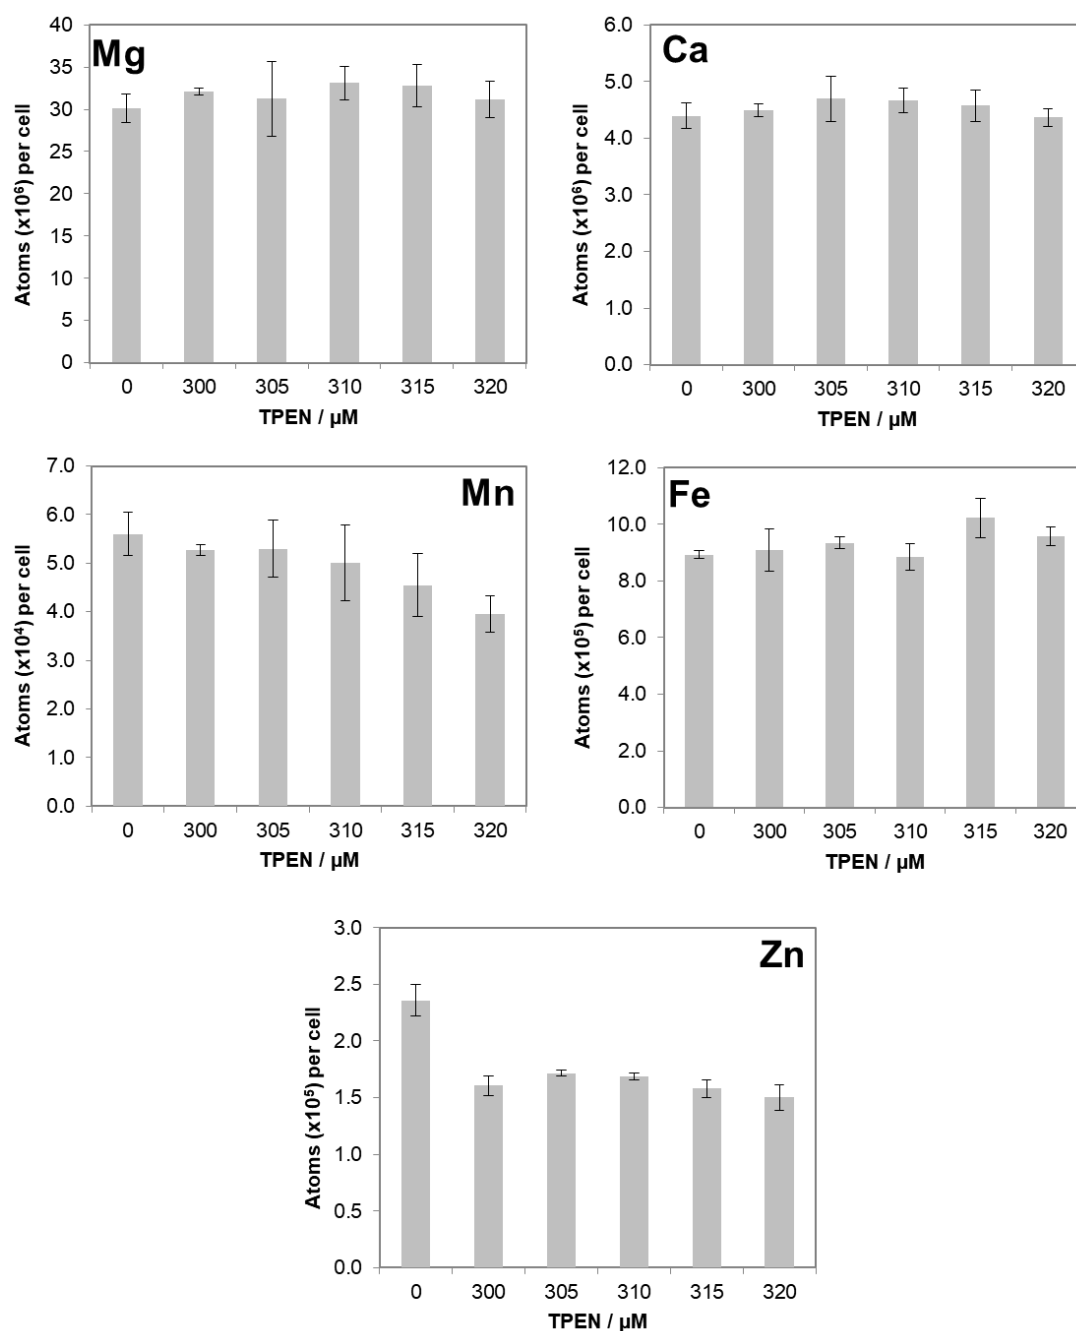 Mg
Atoms (x10⁶) per cell
40
35
30
25
20
15
10
5
0
0 300 305 310 315 320
TPEN / µM
Ca
Atoms (x10⁶) per cell
6.0
5.0
4.0
3.0
2.0
1.0
0.0
0 300 305 310 315 320
TPEN / µM
Mn
Atoms (x10⁴) per cell
7.0
6.0
5.0
4.0
3.0
2.0
1.0
0.0
0 300 305 310 315 320
TPEN / µM
Fe
Atoms (x10⁵) per cell
12.0
10.0
8.0
6.0
4.0
2.0
0.0
0 300 305 310 315 320
TPEN / µM
Zn
Atoms (x10⁵) per cell
3.0
2.5
2.0
1.5
1.0
0.5
0.0
0 300 305 310 315 320
TPEN / µM